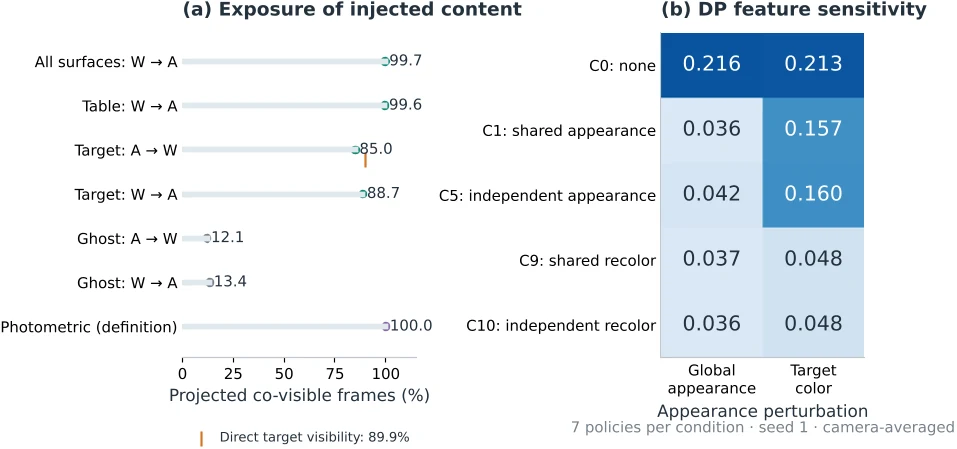 (a) Exposure of injected content
All surfaces: W → A
99.7
Table: W → A
99.6
Target: A → W
85.0
Target: W → A
88.7
Ghost: A → W
12.1
Ghost: W → A
13.4
Photometric (definition)
100.0
0 25 50 75 100
Projected co-visible frames (%)
Direct target visibility: 89.9%
(b) DP feature sensitivity
C0: none
0.216 0.213
C1: shared appearance
0.036 0.157
C5: independent appearance
0.042 0.160
C9: shared recolor
0.037 0.048
C10: independent recolor
0.036 0.048
Global
appearance
Target
color
Appearance perturbation
7 policies per condition · seed 1 · camera-averaged